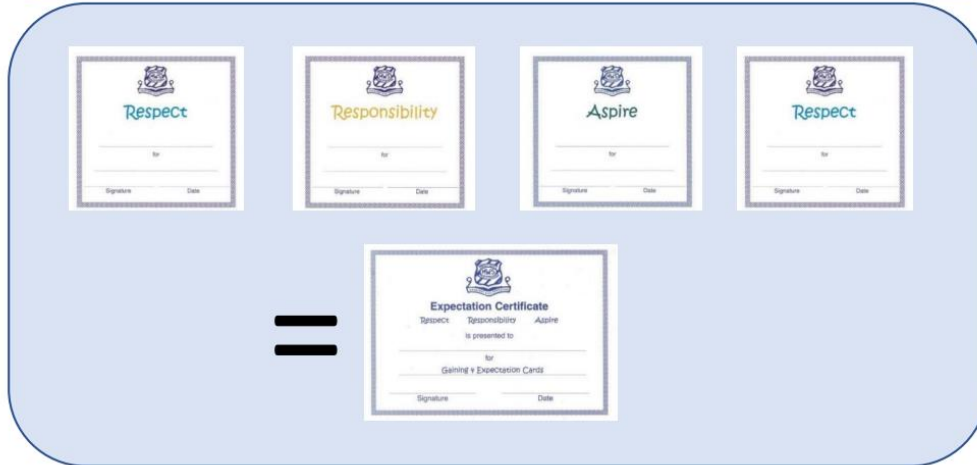 Respect
for
Signature Date
Responsibility
for
Signature Date
Aspire
for
Signature Date
Respect
for
Signature Date
=
Expectation Certificate
Respect Responsibility Aspire
is presented to
for
Gaining 4 Expectation Cards
Signature Date